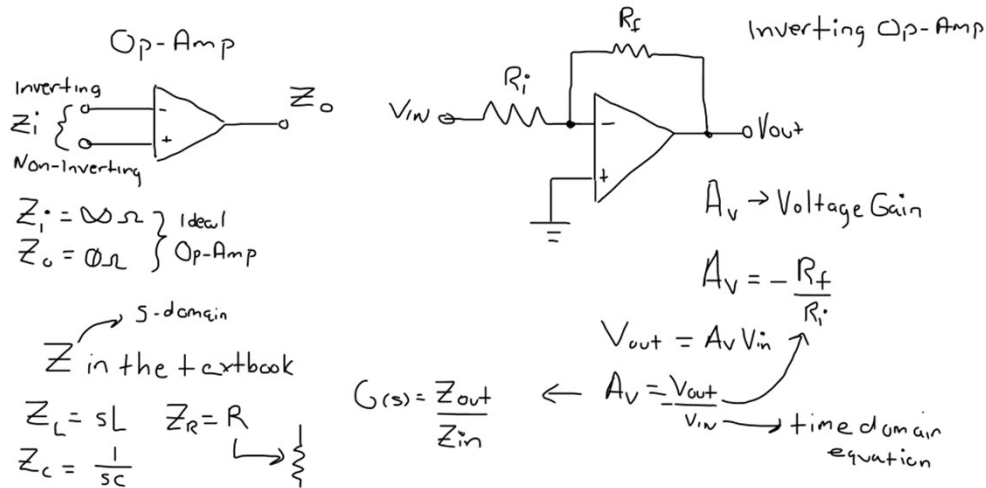 Op-Amp
Inverting
Zi
-
+
Zo
Non-Inverting
Zi = ∞Ω
Zo = 0Ω
Ideal
Op-Amp
s-domain
Z in the textbook
ZL = sL
ZR = R
Zc = 1/sC
Inverting Op-Amp
Rf
Ri
VIN
-
+
Vout
Av → Voltage Gain
Av = - Rf/Ri
Vout = Av Vin
G(s) = Zout/Zin ← Av = -Vout/VIN → time domain
equation